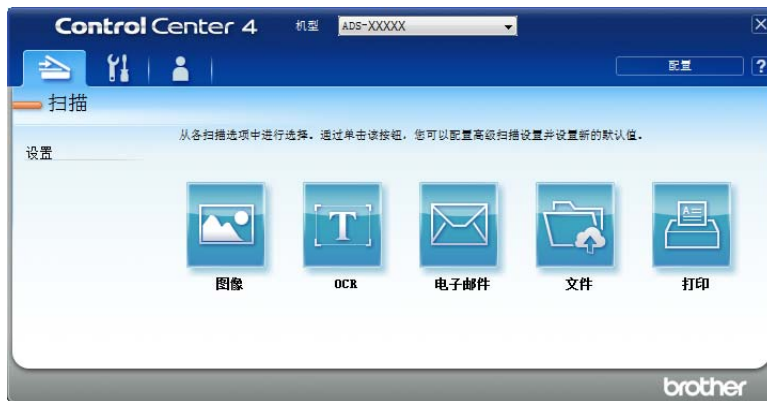 Control Center 4 机型 ADS-XXXXX
配置 ?
扫描
从各扫描选项中进行选择。通过单击该按钮，您可以配置高级扫描设置并设置新的默认值。
设置
T A
图像 OCR 电子邮件 文件 打印
brother